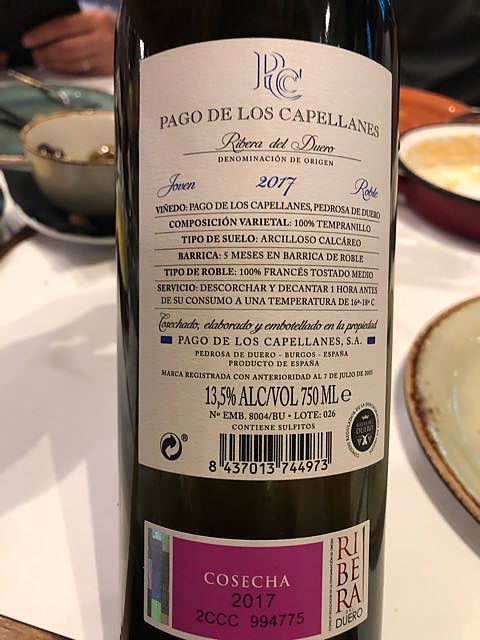 PCC
PAGO DE LOS CAPELLANES
Ribera del Duero
DENOMINACIÓN DE ORIGEN
Joven 2017 Roble
VIÑEDO: PAGO DE LOS CAPELLANES, PEDROSA DE DUERO
COMPOSICIÓN VARIETAL: 100% TEMPRANILLO
TIPO DE SUELO: ARCILLOSO CALCÁREO
BARRICA: 5 MESES EN BARRICA DE ROBLE
TIPO DE ROBLE: 100% FRANCÉS TOSTADO MEDIO
SERVICIO: DESCORCHAR Y DECANTAR 1 HORA ANTES
DE SU CONSUMO A UNA TEMPERATURA DE 16º-18º C
Cosechado, elaborado y embotellado en la propiedad
PAGO DE LOS CAPELLANES, S.A.
PEDROSA DE DUERO - BURGOS - ESPAÑA
PRODUCTO DE ESPAÑA
MARCA REGISTRADA CON ANTERIORIDAD AL 7 DE JULIO DE 2005
13,5% ALC/VOL 750 ML e
Nº EMB. 8004/BU • LOTE: 026
CONTIENE SULFITOS
8 437013 744973
COSECHA
2017
2CCC 994775
RIBERA
DEL
DUERO